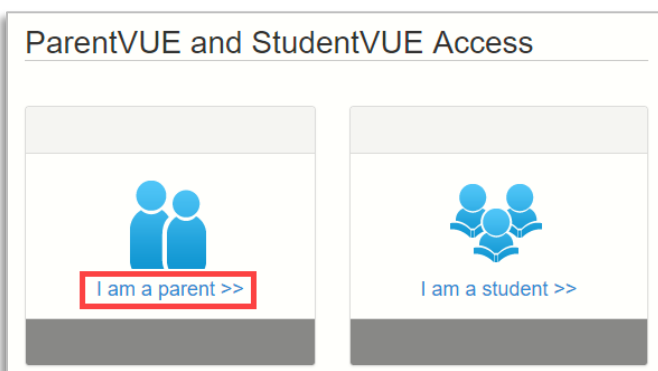 ParentVUE and StudentVUE Access
I am a parent >>
I am a student >>